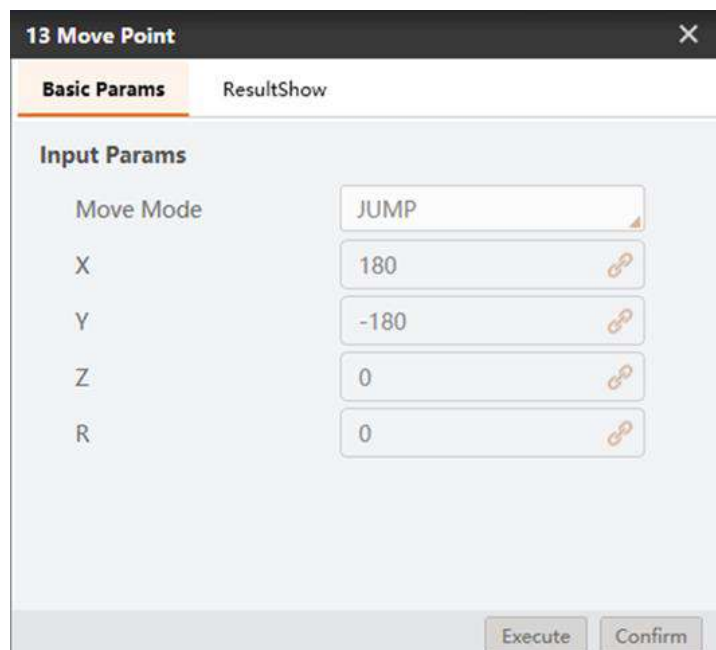 13 Move Point
Basic Params ResultShow
Input Params
Move Mode JUMP
X 180
Y -180
Z 0
R 0
Execute Confirm